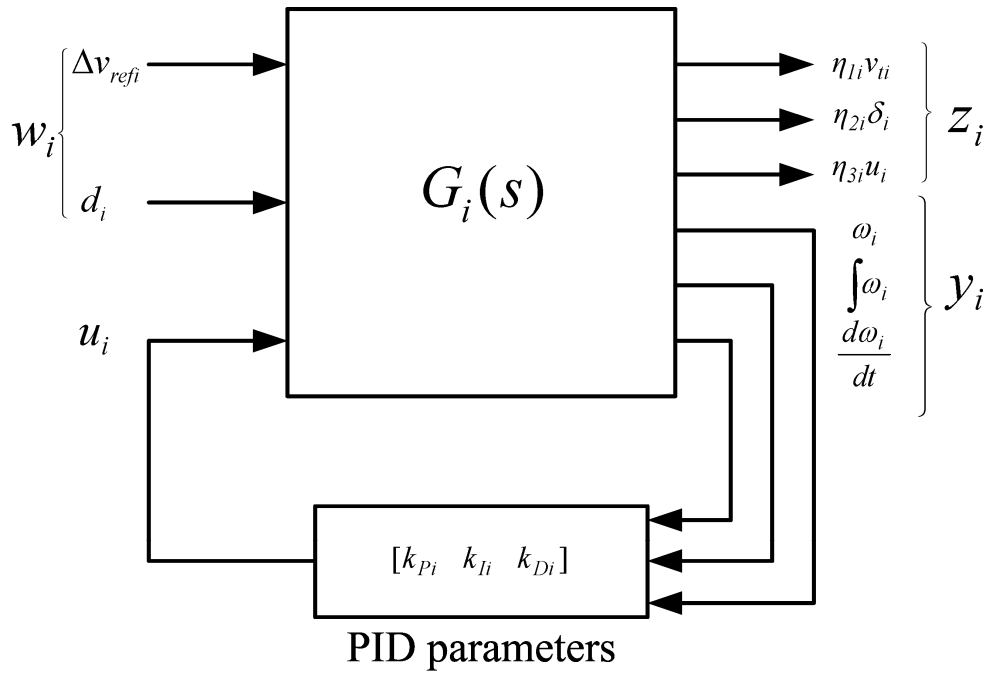 Δv_refi
w_i
d_i
u_i
G_i(s)
η_1i v_ti
η_2i δ_i
η_3i u_i
z_i
ω_i
∫ω_i
dω_i
dt
y_i
[k_Pi k_Ii k_Di]
PID parameters